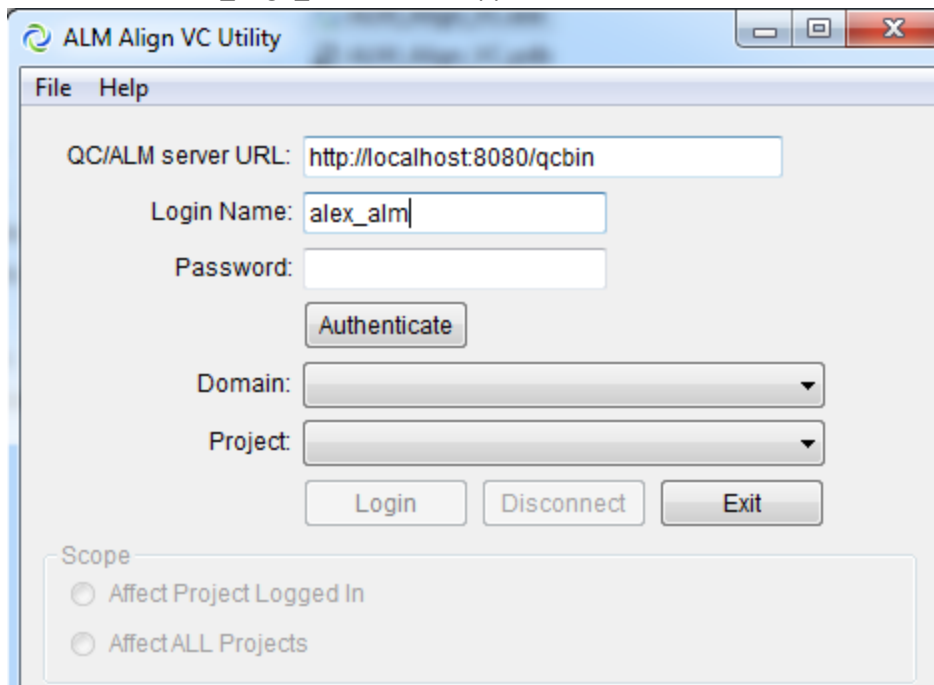 ALM Align VC Utility
File Help
QC/ALM server URL: http://localhost:8080/qcbin
Login Name: alex_alm
Password:
Authenticate
Domain:
Project:
Login Disconnect Exit
Scope
Affect Project Logged In
Affect ALL Projects